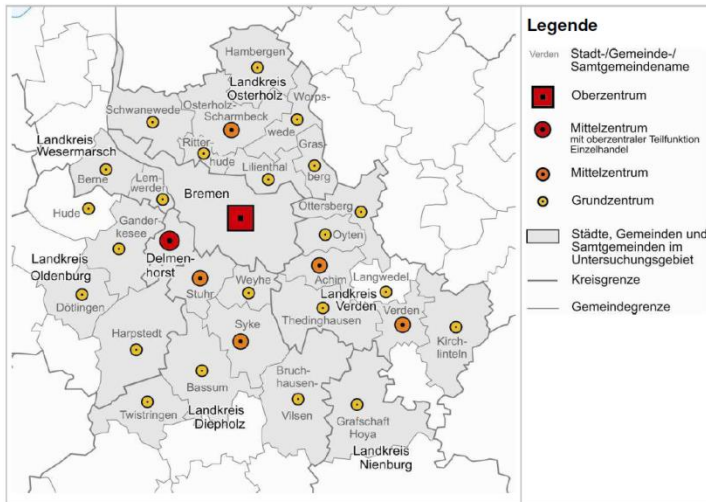 Hambergen
Landkreis
Osterholz
Schwanewede
Osterholz-
Scharmbeck
Worps-
wede
Ritter-
hude
Gras-
berg
Lilienthal
Landkreis
Wesermarsch
Berne
Lem-
werder
Bremen
Hude
Gander-
kesee
Delmen-
horst
Ottersberg
Oyten
Landkreis
Oldenburg
Stuhr
Weyhe
Achim
Langwedel
Landkreis
Verden
Thedinghausen
Verden
Kirch-
linteln
Dötlingen
Harpstedt
Syke
Bassum
Bruch-
hausen-
Vilsen
Twistringen
Landkreis
Diepholz
Grafschaft
Hoya
Landkreis
Nienburg
Legende
Verden
Stadt-/Gemeinde-/
Samtgemeindename
Oberzentrum
Mittelzentrum
mit oberzentraler Teilfunktion
Einzelhandel
Mittelzentrum
Grundzentrum
Städte, Gemeinden und
Samtgemeinden im
Untersuchungsgebiet
Kreisgrenze
Gemeindegrenze